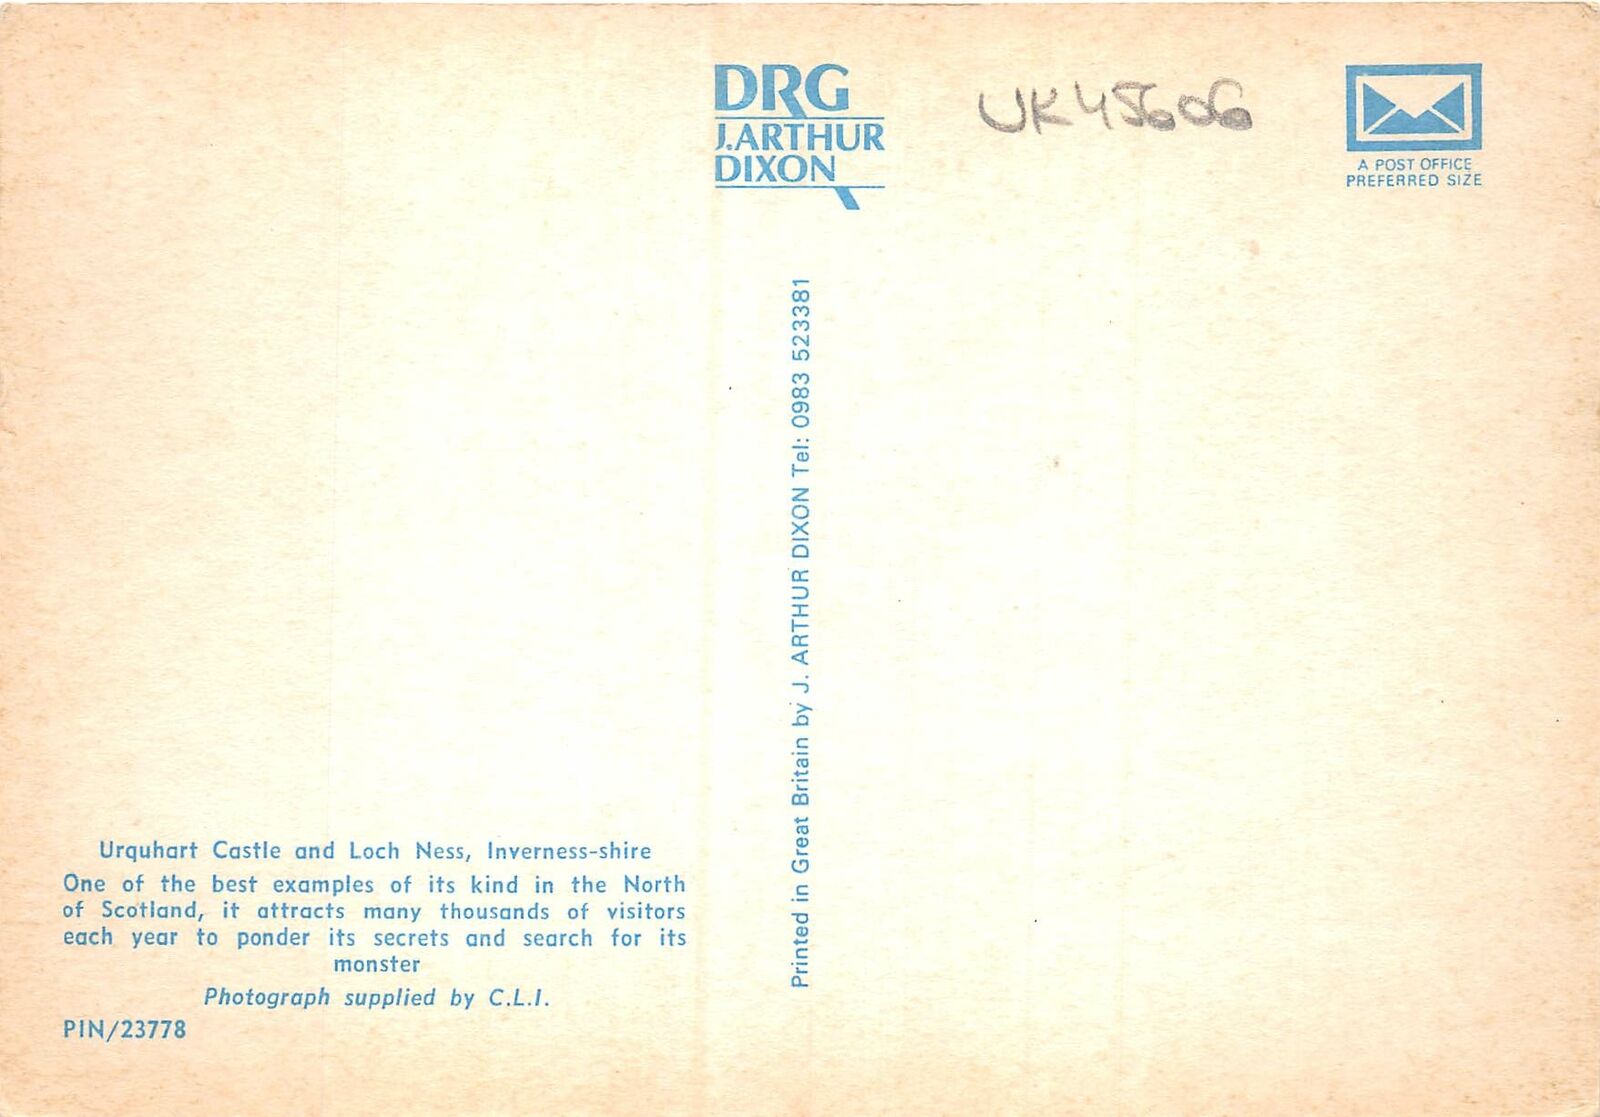 DRG
J.ARTHUR
DIXON
UK45606
A POST OFFICE
PREFERRED SIZE
Printed in Great Britain by J. ARTHUR DIXON Tel: 0983 523381
Urquhart Castle and Loch Ness, Inverness-shire
One of the best examples of its kind in the North
of Scotland, it attracts many thousands of visitors
each year to ponder its secrets and search for its
monster
Photograph supplied by C.L.I.
PIN/23778